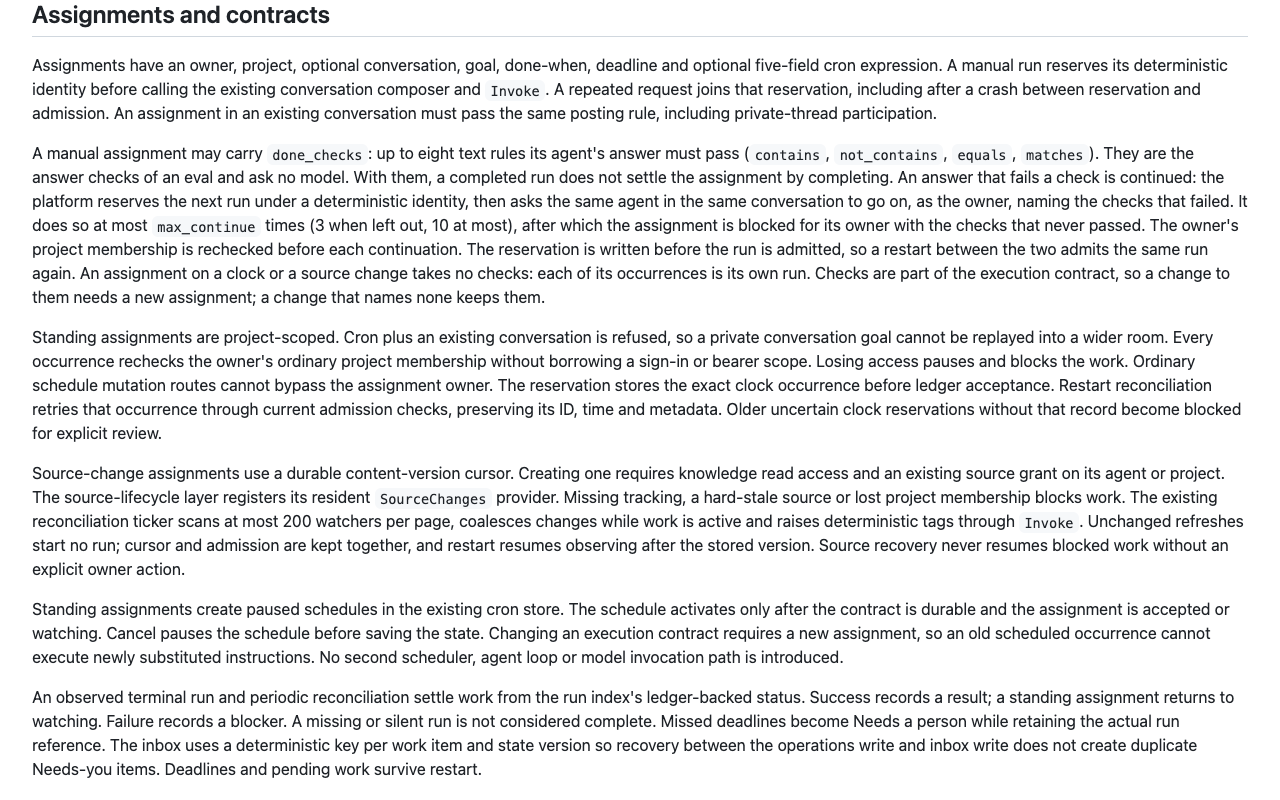 Assignments and contracts
Assignments have an owner, project, optional conversation, goal, done-when, deadline and optional five-field cron expression. A manual run reserves its deterministic
identity before calling the existing conversation composer and Invoke. A repeated request joins that reservation, including after a crash between reservation and
admission. An assignment in an existing conversation must pass the same posting rule, including private-thread participation.
A manual assignment may carry done_checks: up to eight text rules its agent's answer must pass (contains, not_contains, equals, matches). They are the
answer checks of an eval and ask no model. With them, a completed run does not settle the assignment by completing. An answer that fails a check is continued: the
platform reserves the next run under a deterministic identity, then asks the same agent in the same conversation to go on, as the owner, naming the checks that failed. It
does so at most max_continue times (3 when left out, 10 at most), after which the assignment is blocked for its owner with the checks that never passed. The owner's
project membership is rechecked before each continuation. The reservation is written before the run is admitted, so a restart between the two admits the same run
again. An assignment on a clock or a source change takes no checks: each of its occurrences is its own run. Checks are part of the execution contract, so a change to
them needs a new assignment; a change that names none keeps them.
Standing assignments are project-scoped. Cron plus an existing conversation is refused, so a private conversation goal cannot be replayed into a wider room. Every
occurrence rechecks the owner's ordinary project membership without borrowing a sign-in or bearer scope. Losing access pauses and blocks the work. Ordinary
schedule mutation routes cannot bypass the assignment owner. The reservation stores the exact clock occurrence before ledger acceptance. Restart reconciliation
retries that occurrence through current admission checks, preserving its ID, time and metadata. Older uncertain clock reservations without that record become blocked
for explicit review.
Source-change assignments use a durable content-version cursor. Creating one requires knowledge read access and an existing source grant on its agent or project.
The source-lifecycle layer registers its resident SourceChanges provider. Missing tracking, a hard-stale source or lost project membership blocks work. The existing
reconciliation ticker scans at most 200 watchers per page, coalesces changes while work is active and raises deterministic tags through Invoke. Unchanged refreshes
start no run; cursor and admission are kept together, and restart resumes observing after the stored version. Source recovery never resumes blocked work without an
explicit owner action.
Standing assignments create paused schedules in the existing cron store. The schedule activates only after the contract is durable and the assignment is accepted or
watching. Cancel pauses the schedule before saving the state. Changing an execution contract requires a new assignment, so an old scheduled occurrence cannot
execute newly substituted instructions. No second scheduler, agent loop or model invocation path is introduced.
An observed terminal run and periodic reconciliation settle work from the run index's ledger-backed status. Success records a result; a standing assignment returns to
watching. Failure records a blocker. A missing or silent run is not considered complete. Missed deadlines become Needs a person while retaining the actual run
reference. The inbox uses a deterministic key per work item and state version so recovery between the operations write and inbox write does not create duplicate
Needs-you items. Deadlines and pending work survive restart.